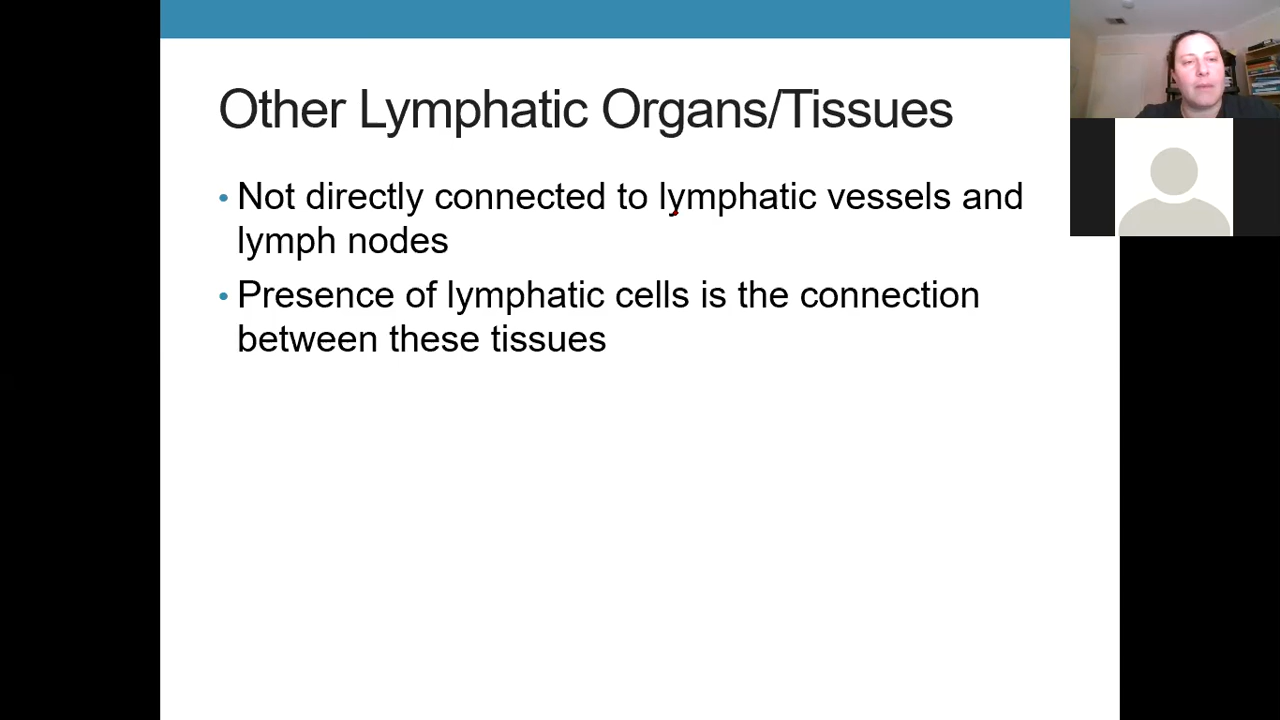 Other Lymphatic Organs/Tissues
• Not directly connected to lymphatic vessels and
lymph nodes
• Presence of lymphatic cells is the connection
between these tissues